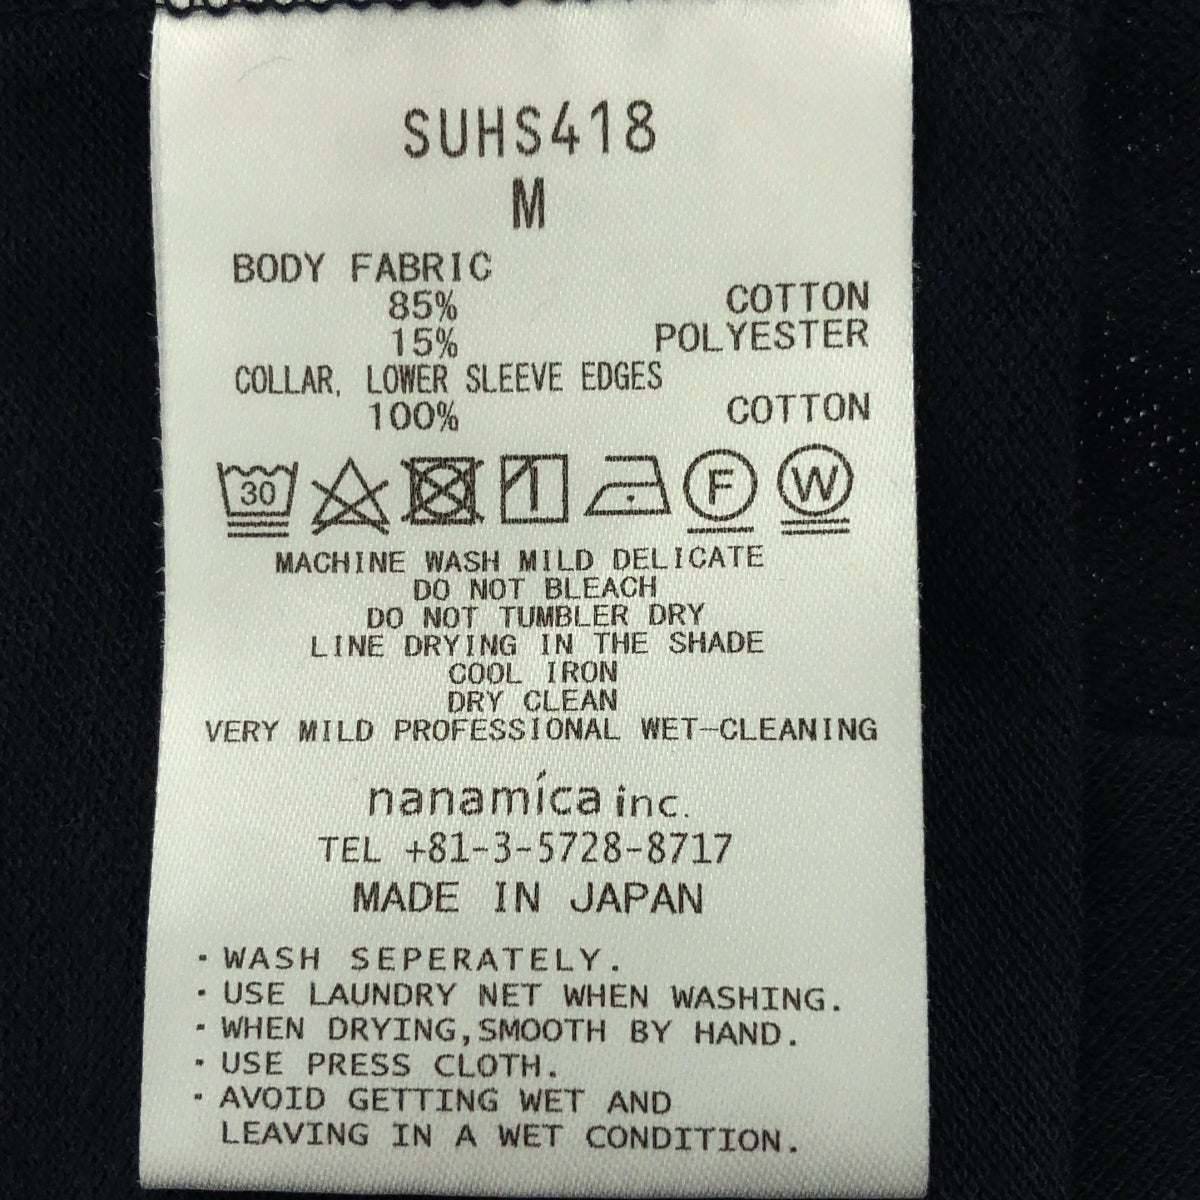 SUHS418
M
BODY FABRIC
85% COTTON
15% POLYESTER
COLLAR, LOWER SLEEVE EDGES
100% COTTON
30 F W
MACHINE WASH MILD DELICATE
DO NOT BLEACH
DO NOT TUMBLER DRY
LINE DRYING IN THE SHADE
COOL IRON
DRY CLEAN
VERY MILD PROFESSIONAL WET-CLEANING
nanamíca inc.
TEL +81-3-5728-8717
MADE IN JAPAN
・WASH SEPERATELY.
・USE LAUNDRY NET WHEN WASHING.
・WHEN DRYING,SMOOTH BY HAND.
・USE PRESS CLOTH.
・AVOID GETTING WET AND
LEAVING IN A WET CONDITION.